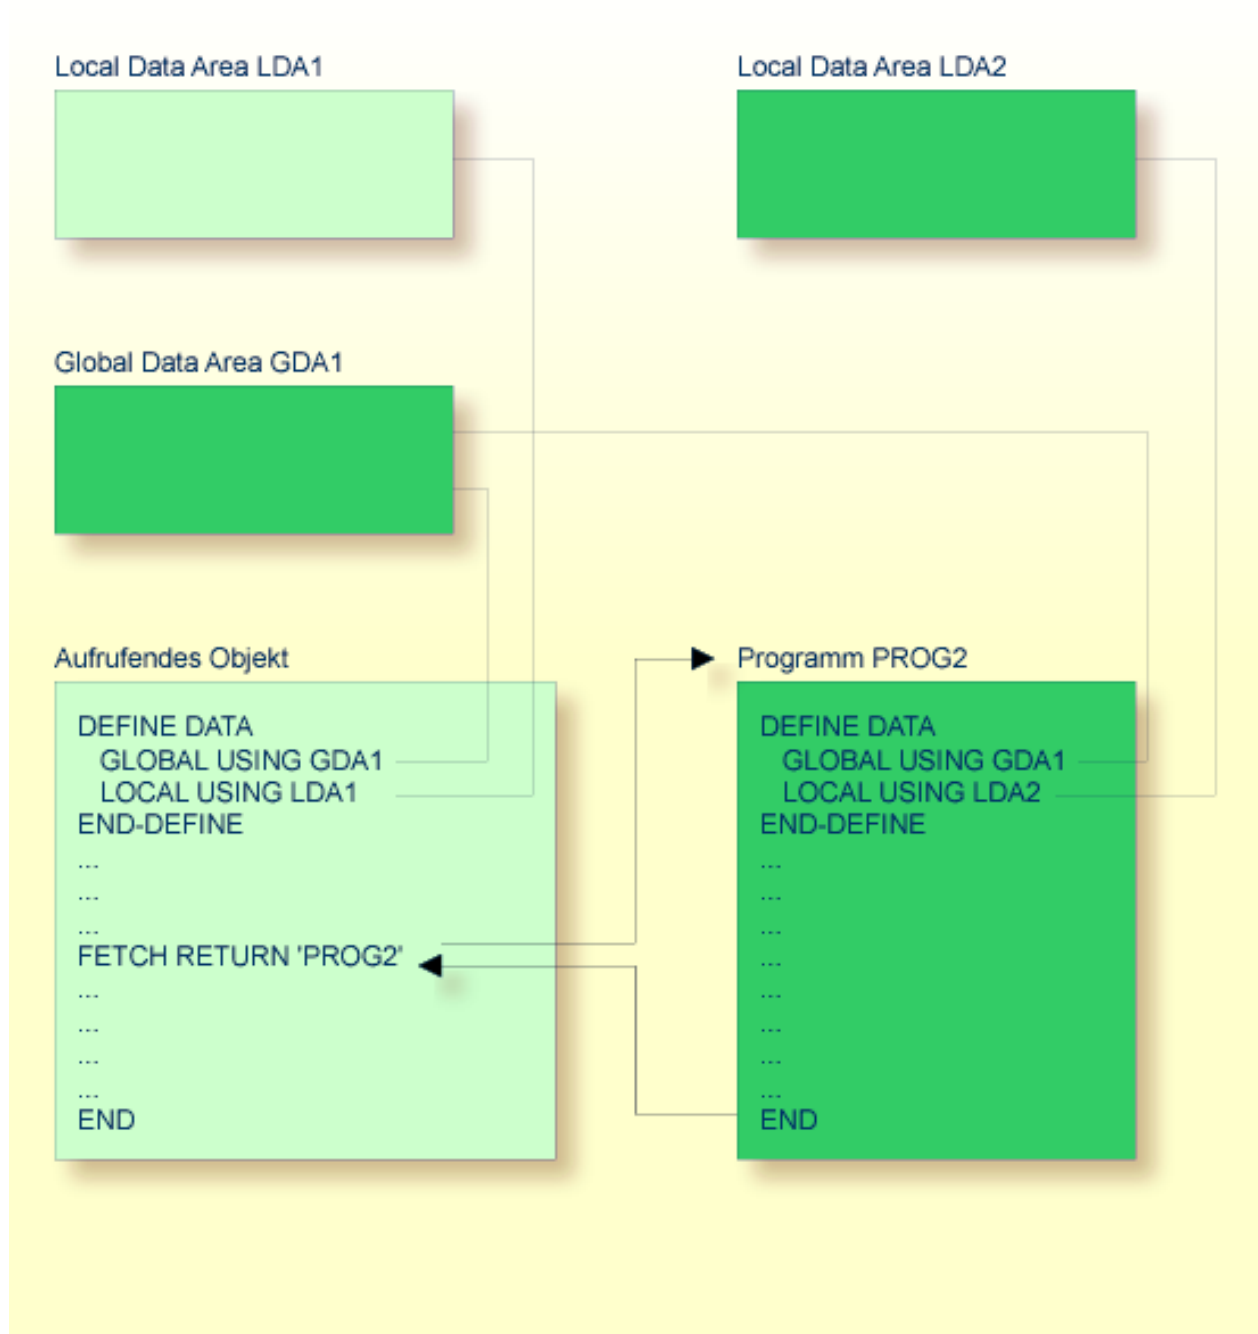 Local Data Area LDA1
Local Data Area LDA2
Global Data Area GDA1
Aufrufendes Objekt
DEFINE DATA
GLOBAL USING GDA1
LOCAL USING LDA1
END-DEFINE
...
...
...
FETCH RETURN 'PROG2'
...
...
...
...
END
Programm PROG2
DEFINE DATA
GLOBAL USING GDA1
LOCAL USING LDA2
END-DEFINE
...
...
...
...
...
...
...
...
END